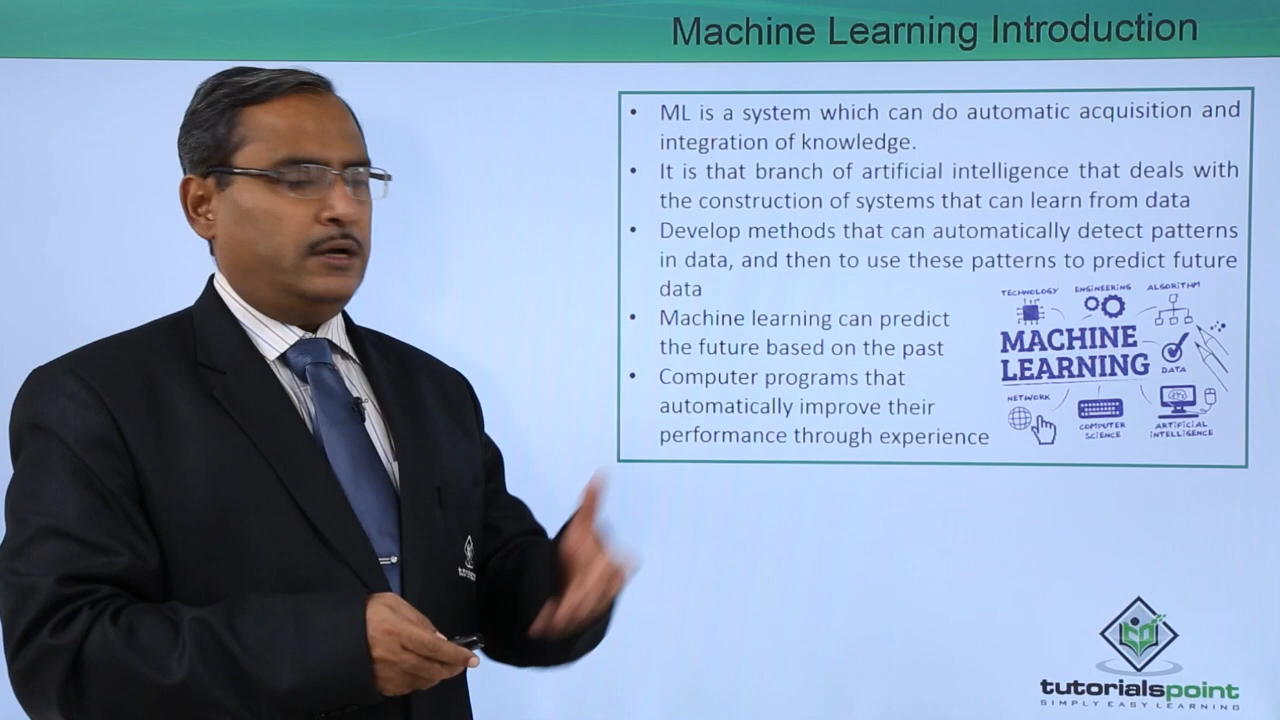 Machine Learning Introduction
• ML is a system which can do automatic acquisition and
integration of knowledge.
• It is that branch of artificial intelligence that deals with
the construction of systems that can learn from data
• Develop methods that can automatically detect patterns
in data, and then to use these patterns to predict future
data
• Machine learning can predict
the future based on the past
• Computer programs that
automatically improve their
performance through experience
TECHNOLOGY ENGINEERING ALGORITHM
MACHINE
LEARNING
DATA
NETWORK
COMPUTER
SCIENCE
ARTIFICIAL
INTELLIGENCE
tutorialspoint
SIMPLY EASY LEARNING